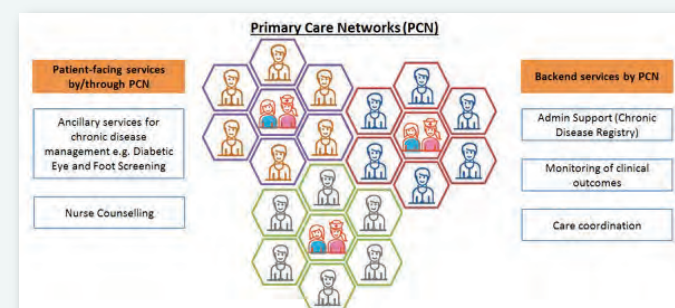 Primary Care Networks (PCN)
Patient-facing services
by/through PCN
Ancillary services for
chronic disease
management e.g. Diabetic
Eye and Foot Screening
Nurse Counselling
Backend services by PCN
Admin Support (Chronic
Disease Registry)
Monitoring of clinical
outcomes
Care coordination